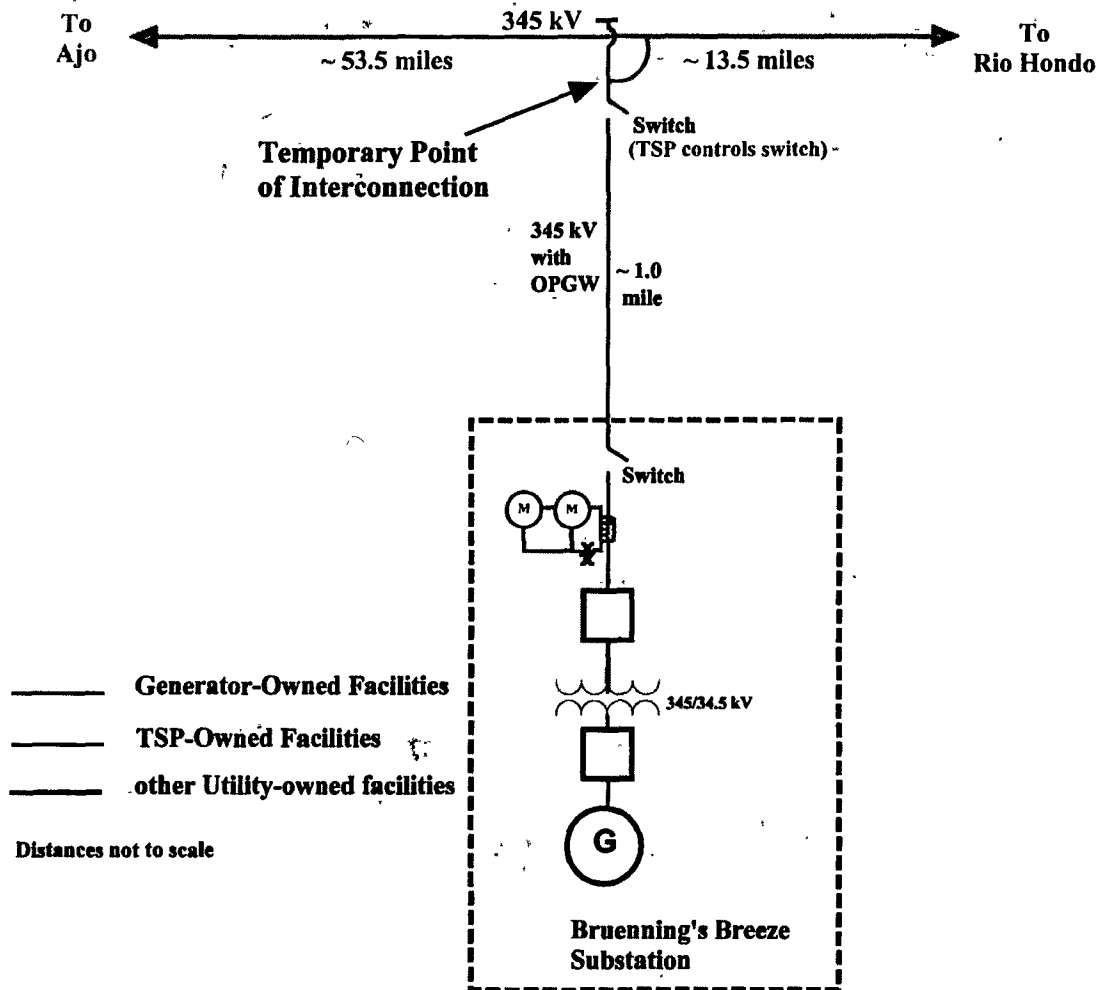 To
Ajo
345 kV
To
Rio Hondo
~ 53.5 miles
~ 13.5 miles
Temporary Point
of Interconnection
Switch
(TSP controls switch)
345 kV
with
OPGW
~ 1.0
mile
Switch
M
M
345/34.5 kV
Generator-Owned Facilities
TSP-Owned Facilities
other Utility-owned facilities
Distances not to scale
G
Bruenning's Breeze
Substation